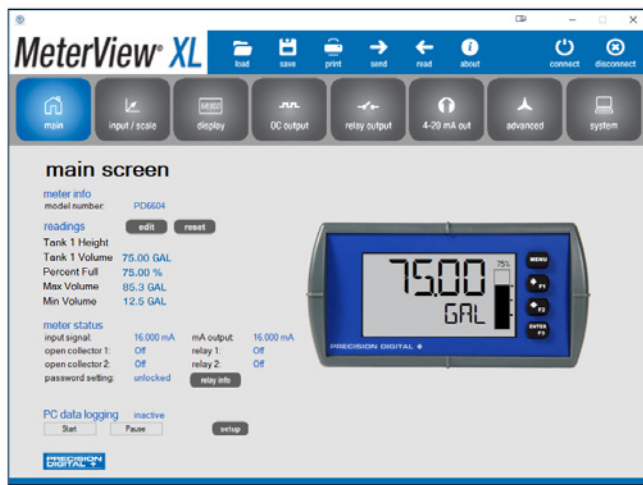 MeterView® XL
load save print send read about connect disconnect
main input / scale display OC output relay output 4-20 mA out advanced system
main screen
meter info
model number: PD6604
readings edit reset
Tank 1 Height
Tank 1 Volume 75.00 GAL
Percent Full 75.00 %
Max Volume 85.3 GAL
Min Volume 12.5 GAL
meter status
input signal: 16.000 mA mA output: 16.000 mA
open collector 1: Off relay 1: Off
open collector 2: Off relay 2: Off
password setting: unlocked relay info
PC data logging inactive
Start Pause setup
PRECISION
DIGITAL
75.00
GAL
75%
MENU
F1
F2
ENTER
F3
PRECISION DIGITAL